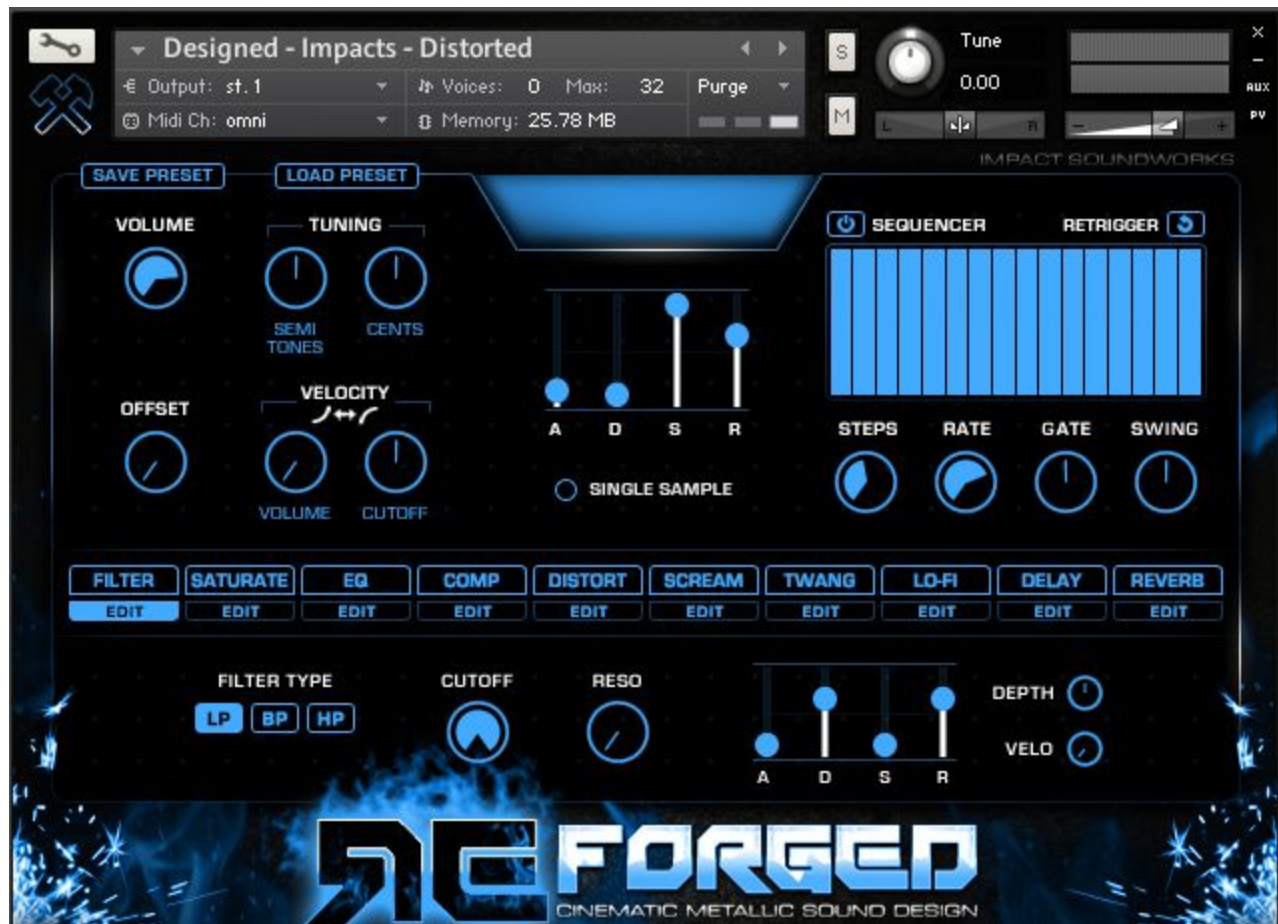 Designed - Impacts - Distorted
Output: st.1
Voices: 0 Max: 32
Purge
Midi Ch: omni
Memory: 25.78 MB
S
M
Tune
0.00
L R
- +
×
-
AUX
PV
IMPACT SOUNDWORKS
SAVE PRESET LOAD PRESET
VOLUME TUNING
SEMI TONES CENTS
OFFSET VELOCITY
VOLUME CUTOFF
A D S R
SINGLE SAMPLE
SEQUENCER RETRIGGER
STEPS RATE GATE SWING
FILTER SATURATE EQ COMP DISTORT SCREAM TWANG LO-FI DELAY REVERB
EDIT EDIT EDIT EDIT EDIT EDIT EDIT EDIT EDIT EDIT
FILTER TYPE CUTOFF RESO
LP BP HP
A D S R
DEPTH
VELO
FORGED
CINEMATIC METALLIC SOUND DESIGN